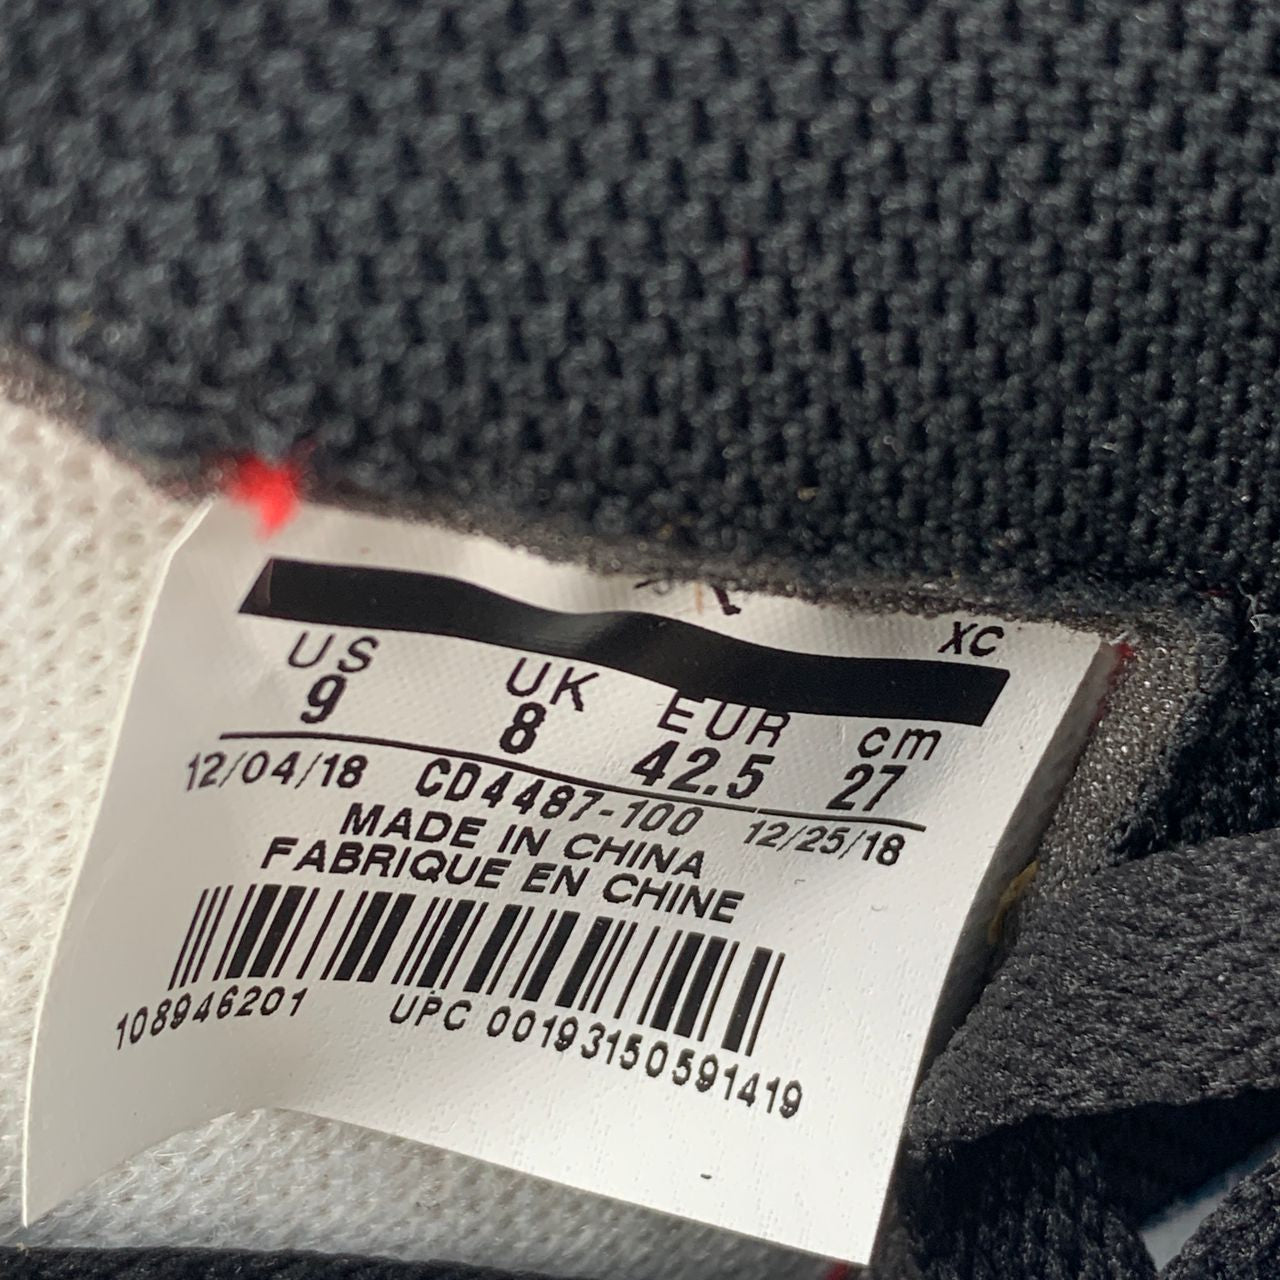 XC
US UK EUR cm
9 8 42.5 27
12/04/18 CD4487-100 12/25/18
MADE IN CHINA
FABRIQUE EN CHINE
108946201 UPC 00193150591419